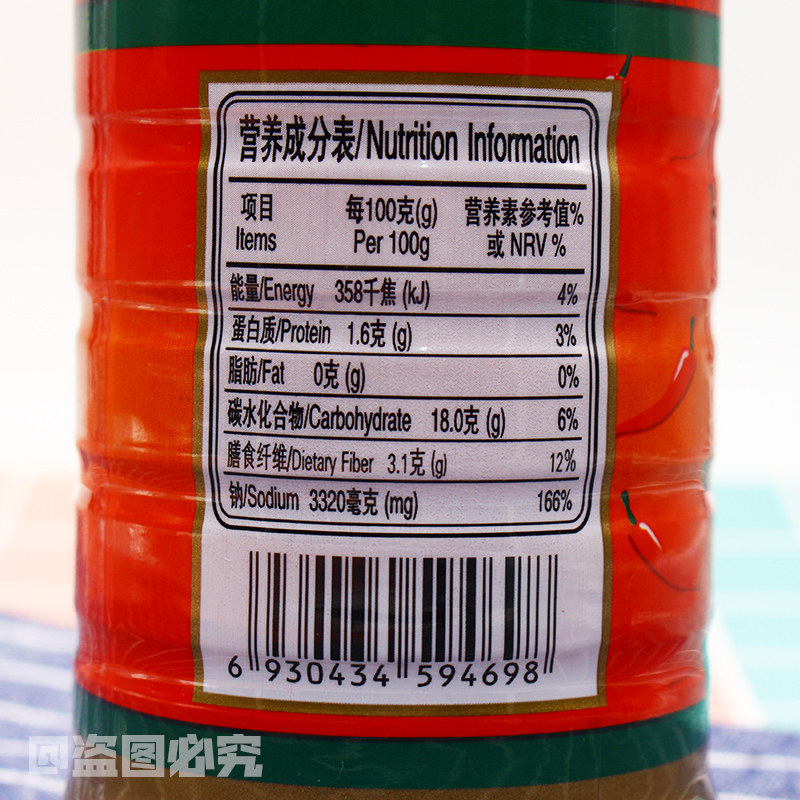 营养成分表/Nutrition Information
项目 每100克(g) 营养素参考值%
Items Per 100g 或 NRV %
能量/Energy 358千焦 (kJ) 4%
蛋白质/Protein 1.6克 (g) 3%
脂肪/Fat 0克 (g) 0%
碳水化合物/Carbohydrate 18.0克 (g) 6%
膳食纤维/Dietary Fiber 3.1克 (g) 12%
钠/Sodium 3320毫克 (mg) 166%
6 930434 594698
盗图必究